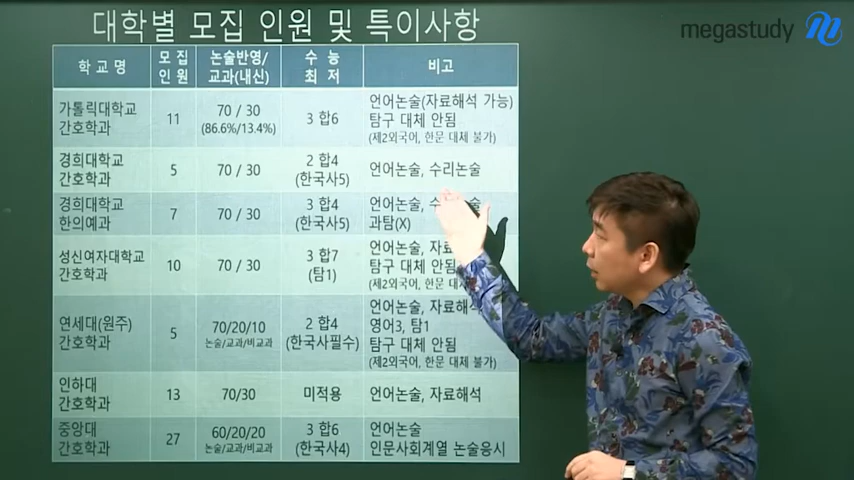 대학별 모집 인원 및 특이사항
megastudy
학교명 모집인원 논술반영/교과(내신) 수능최저 비고
가톨릭대학교 간호학과 11 70 / 30 (86.6%/13.4%) 3 합6 언어논술(자료해석 가능) 탐구 대체 안됨 (제2외국어, 한문 대체 불가)
경희대학교 간호학과 5 70 / 30 2 합4 (한국사5) 언어논술, 수리논술
경희대학교 한의예과 7 70 / 30 3 합4 (한국사5) 언어논술, 과탐(X)
성신여자대학교 간호학과 10 70 / 30 3 합7 (탐1) 언어논술, 탐구 대체 안됨 (제2외국어, 한문 대체
연세대(원주) 간호학과 5 70/20/10 논술/교과/비교과 2 합4 (한국사필수) 언어논술, 자료해석 영어3, 탐1 탐구 대체 안됨 (제2외국어, 한문 대체 불가)
인하대 간호학과 13 70/30 미적용 언어논술, 자료해석
중앙대 간호학과 27 60/20/20 논술/교과/비교과 3 합6 (한국사4) 언어논술 인문사회계열 논술응시